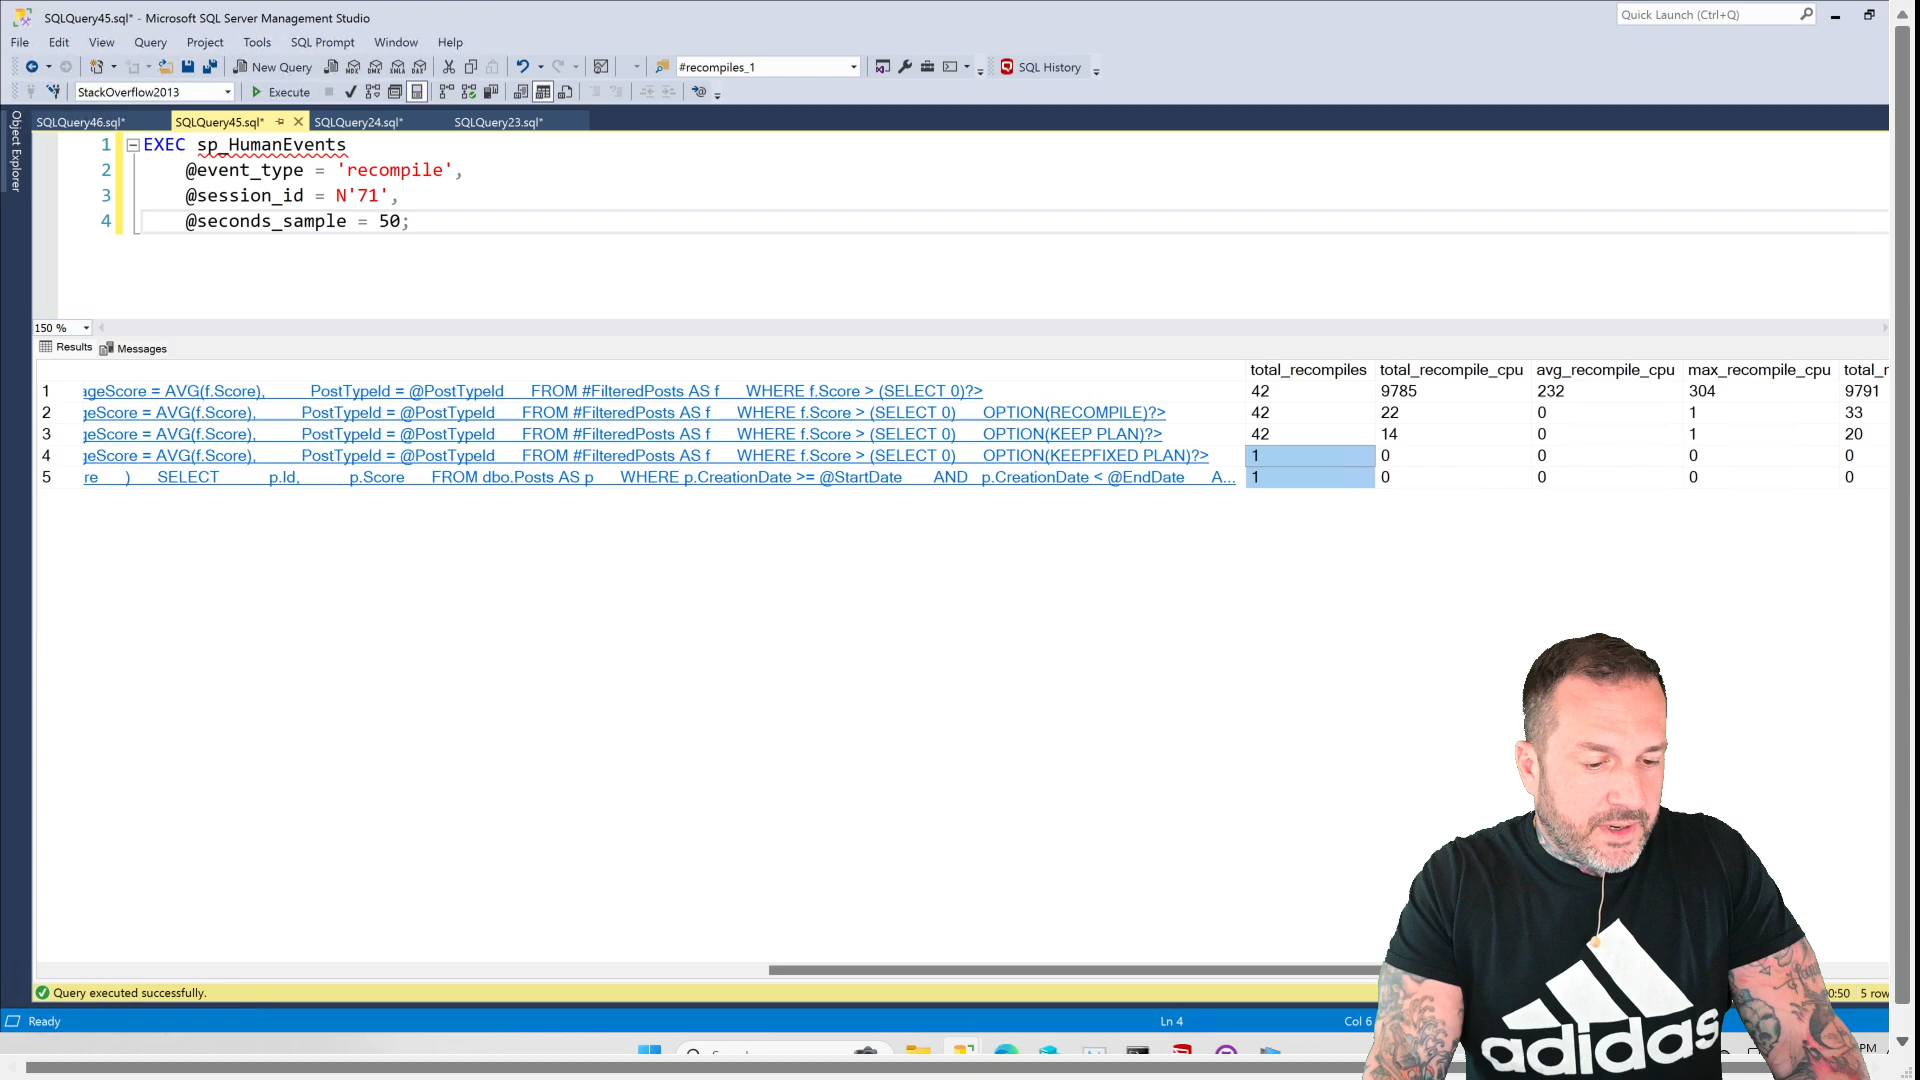 SQLQuery45.sql* - Microsoft SQL Server Management Studio
Quick Launch (Ctrl+Q)
File Edit View Query Project Tools SQL Prompt Window Help
New Query #recompiles_1 SQL History
StackOverflow2013 Execute
SQLQuery46.sql* SQLQuery45.sql* SQLQuery24.sql* SQLQuery23.sql*
Object Explorer
1 EXEC sp_HumanEvents
2 @event_type = 'recompile',
3 @session_id = N'71',
4 @seconds_sample = 50;
150 %
Results Messages
total_recompiles total_recompile_cpu avg_recompile_cpu max_recompile_cpu total_r
1 ageScore = AVG(f.Score), PostTypeId = @PostTypeId FROM #FilteredPosts AS f WHERE f.Score > (SELECT 0)?> 42 9785 232 304 9791
2 geScore = AVG(f.Score), PostTypeId = @PostTypeId FROM #FilteredPosts AS f WHERE f.Score > (SELECT 0) OPTION(RECOMPILE)?> 42 22 0 1 33
3 geScore = AVG(f.Score), PostTypeId = @PostTypeId FROM #FilteredPosts AS f WHERE f.Score > (SELECT 0) OPTION(KEEP PLAN)?> 42 14 0 1 20
4 geScore = AVG(f.Score), PostTypeId = @PostTypeId FROM #FilteredPosts AS f WHERE f.Score > (SELECT 0) OPTION(KEEPFIXED PLAN)?> 1 0 0 0 0
5 re ) SELECT p.Id, p.Score FROM dbo.Posts AS p WHERE p.CreationDate >= @StartDate AND p.CreationDate < @EndDate A... 1 0 0 0 0
Query executed successfully. 0:50 5 row
Ready Ln 4 Col 6
PM
adidas